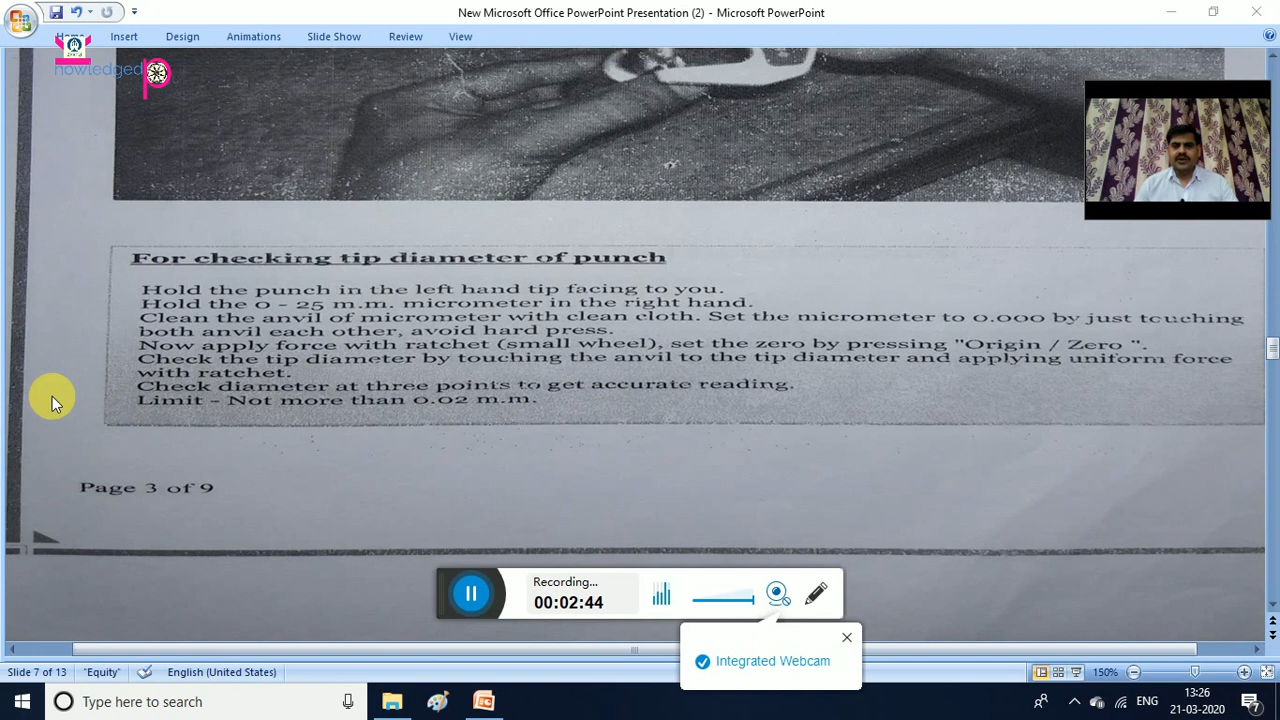 New Microsoft Office PowerPoint Presentation (2) - Microsoft PowerPoint
Home Insert Design Animations Slide Show Review View
nowledged
For checking tip diameter of punch
Hold the punch in the left hand tip facing to you.
Hold the 0 - 25 m.m. micrometer in the right hand.
Clean the anvil of micrometer with clean cloth. Set the micrometer to 0.000 by just touching
both anvil each other, avoid hard press.
Now apply force with ratchet (small wheel), set the zero by pressing "Origin / Zero ".
Check the tip diameter by touching the anvil to the tip diameter and applying uniform force
with ratchet.
Check diameter at three points to get accurate reading.
Limit - Not more than 0.02 m.m.
Page 3 of 9
Recording...
00:02:44
Integrated Webcam
Slide 7 of 13 "Equity" English (United States) 150%
Type here to search
ENG
13:26
21-03-2020
7